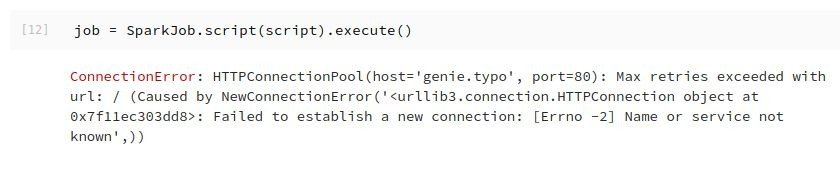 [12] job = SparkJob.script(script).execute()
ConnectionError: HTTPConnectionPool(host='genie.typo', port=80): Max retries exceeded with
url: / (Caused by NewConnectionError('<urllib3.connection.HTTPConnection object at
0x7f11ec303dd8>: Failed to establish a new connection: [Errno -2] Name or service not
known',))